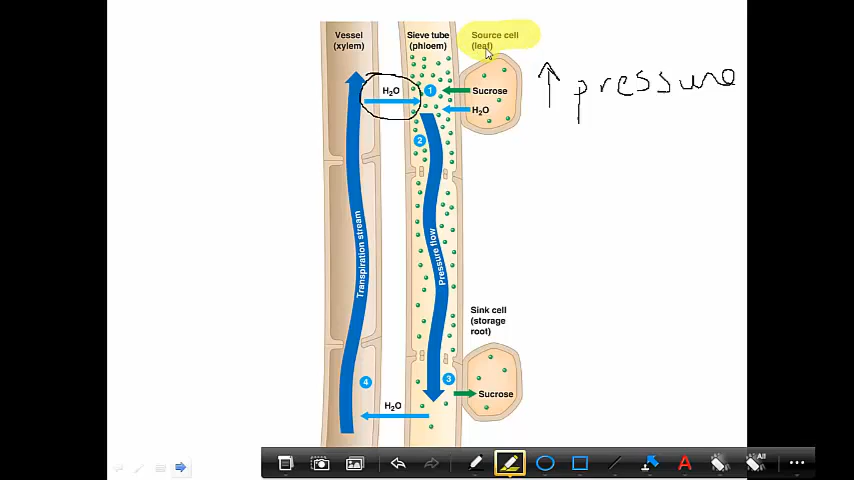 Vessel
(xylem)
Sieve tube
(phloem)
Source cell
(leaf)
↑ pressure
H₂O
1
Sucrose
H₂O
2
Transpiration stream
Pressure flow
Sink cell
(storage
root)
4
3
Sucrose
H₂O
A
All